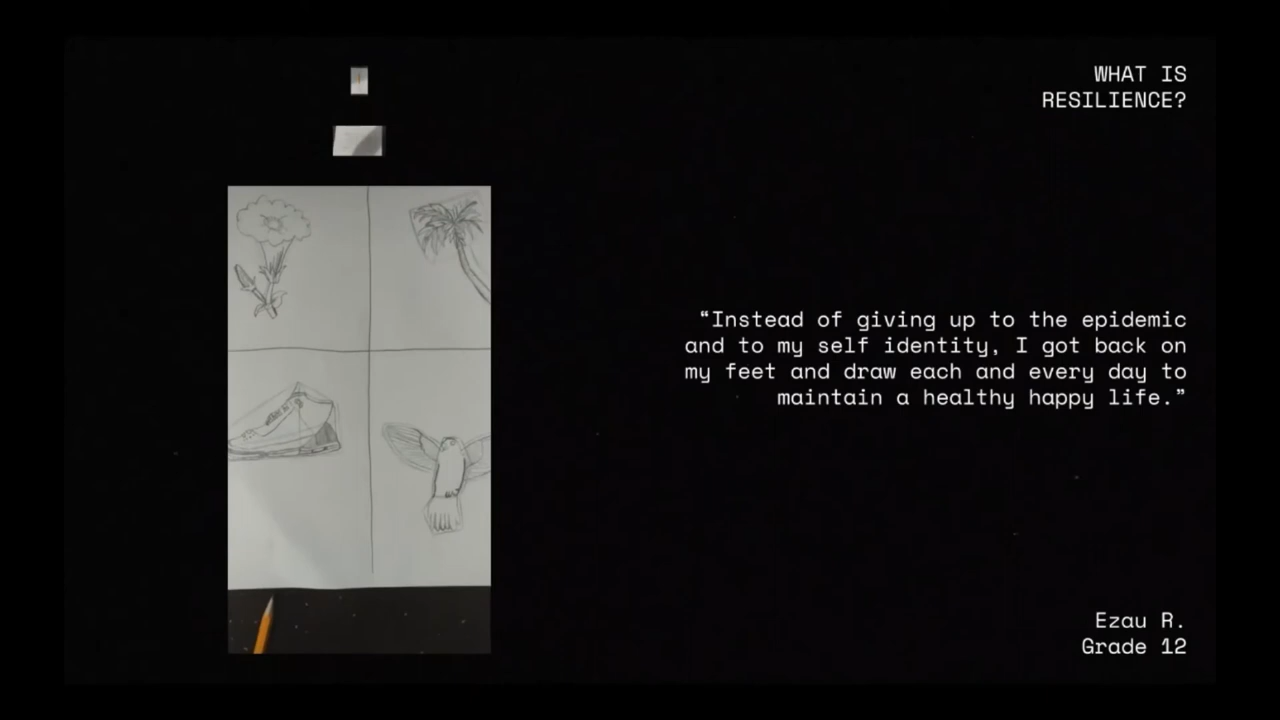 WHAT IS
RESILIENCE?
“Instead of giving up to the epidemic
and to my self identity, I got back on
my feet and draw each and every day to
maintain a healthy happy life.”
Ezau R.
Grade 12